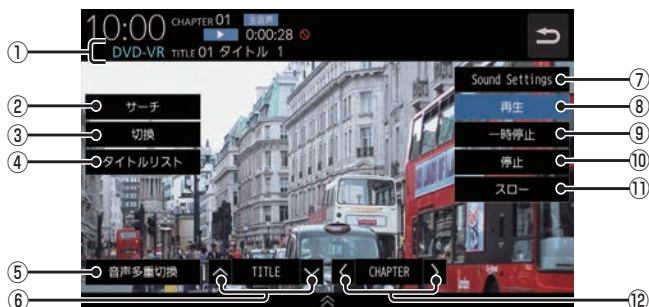 10:00 CHAPTER 01 主音声
0:00:28
① DVD-VR TITLE 01 タイトル 1
Sound Settings ⑦
② サーチ
再生 ⑧
③ 切換
一時停止 ⑨
④ タイトルリスト
停止 ⑩
スロー ⑪
⑤ 音声多重切換
TITLE
CHAPTER
⑥
⑫